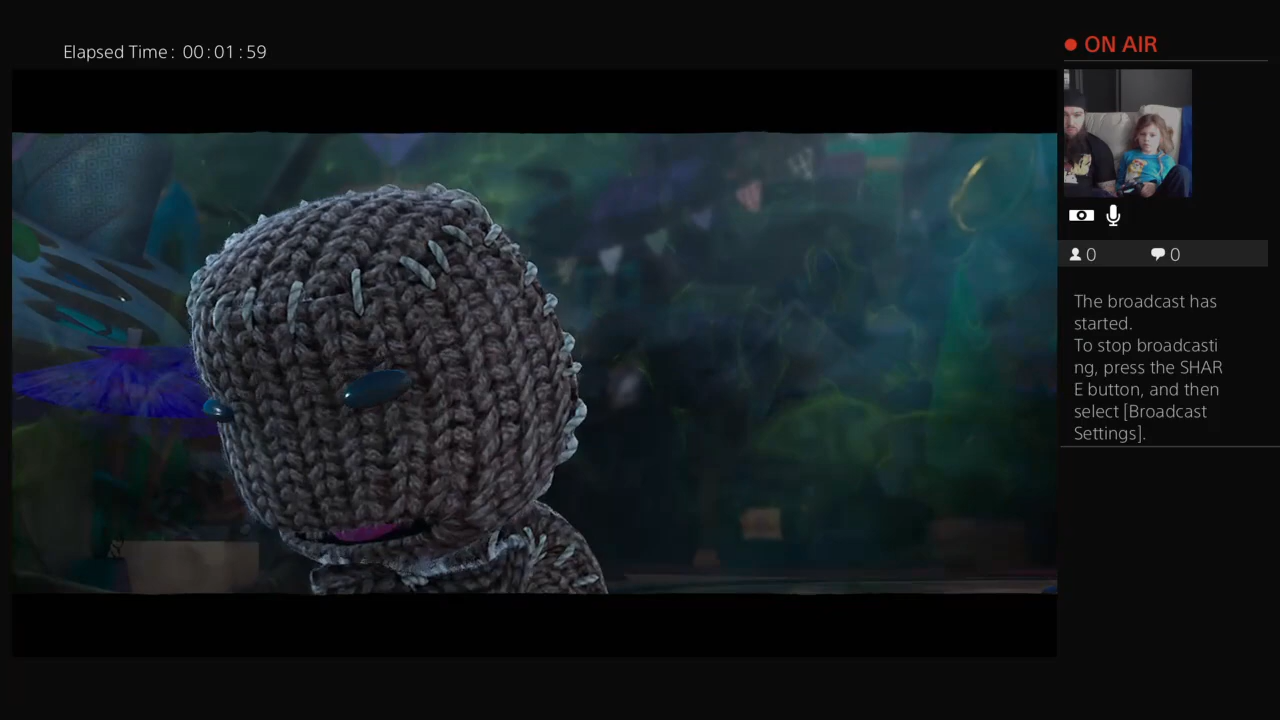 Elapsed Time: 00:01:59
ON AIR
0 0
The broadcast has
started.
To stop broadcasti
ng, press the SHAR
E button, and then
select [Broadcast
Settings].